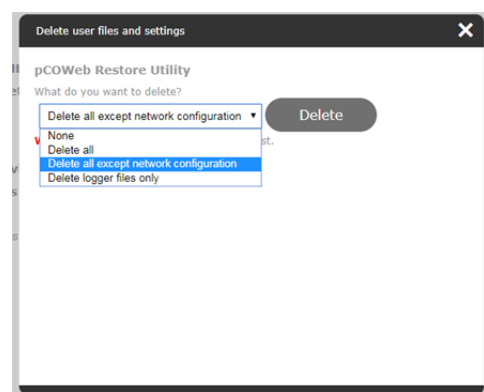 Delete user files and settings
pCOWeb Restore Utility
What do you want to delete?
Delete all except network configuration
Delete
None
Delete all
Delete all except network configuration
Delete logger files only